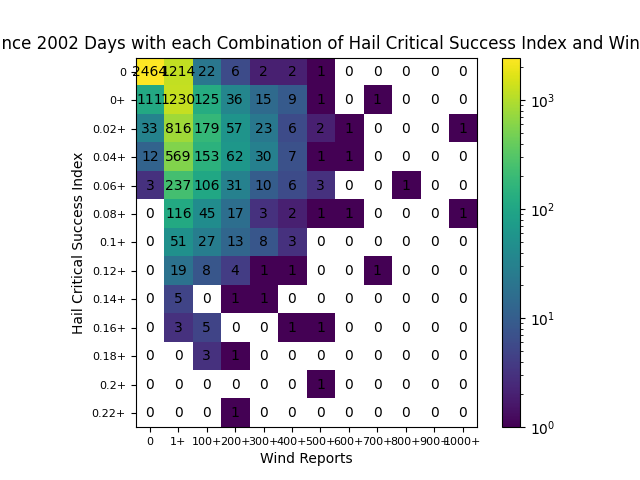 nce 2002 Days with each Combination of Hail Critical Success Index and Win
0 2464 1214 22 6 2 2 1 0 0 0 0 0
0+ 111 1230 125 36 15 9 1 0 1 0 0 0
0.02+ 33 816 179 57 23 6 2 1 0 0 0 1
0.04+ 12 569 153 62 30 7 1 1 0 0 0 0
0.06+ 3 237 106 31 10 6 3 0 0 1 0 0
0.08+ 0 116 45 17 3 2 1 1 0 0 0 1
0.1+ 0 51 27 13 8 3 0 0 0 0 0 0
0.12+ 0 19 8 4 1 1 0 0 1 0 0 0
0.14+ 0 5 0 1 1 0 0 0 0 0 0 0
0.16+ 0 3 5 0 0 1 1 0 0 0 0 0
0.18+ 0 0 3 1 0 0 0 0 0 0 0 0
0.2+ 0 0 0 0 0 0 1 0 0 0 0 0
0.22+ 0 0 0 1 0 0 0 0 0 0 0 0
0 1+ 100+ 200+ 300+ 400+ 500+ 600+ 700+ 800+ 900+ 1000+
Wind Reports
Hail Critical Success Index
10³
10²
10¹
10⁰